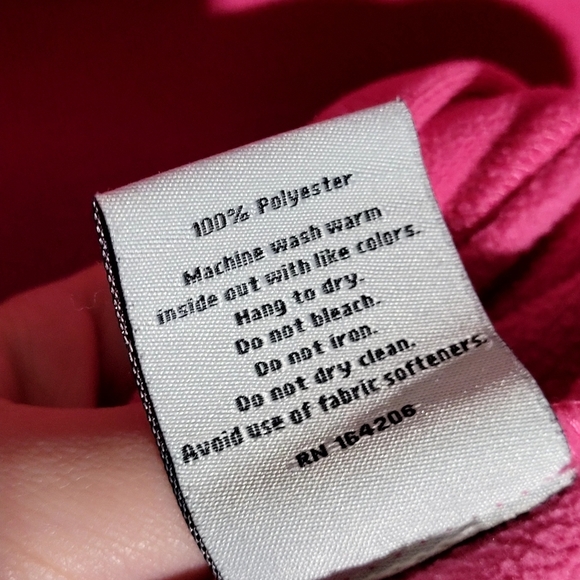 100% Polyester
Machine wash warm
inside out with like colors.
Hang to dry.
Do not bleach.
Do not iron.
Do not dry clean.
Avoid use of fabric softeners.
RN 164206